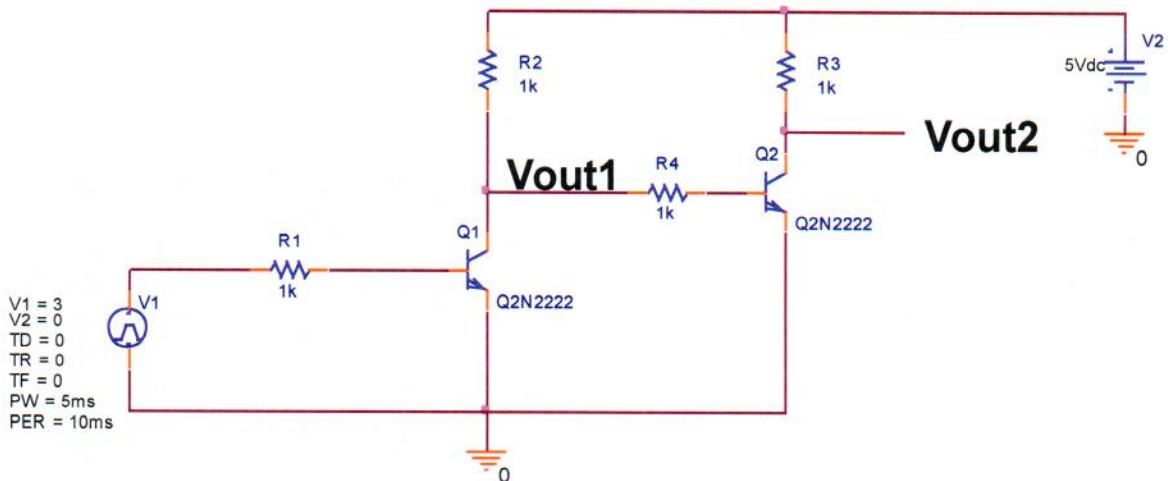 V2
R2
1k
R3
1k
5Vdc
0
Vout1
R4
1k
Q2
Vout2
Q2N2222
Q1
R1
1k
Q2N2222
V1
V1 = 3
V2 = 0
TD = 0
TR = 0
TF = 0
PW = 5ms
PER = 10ms
0